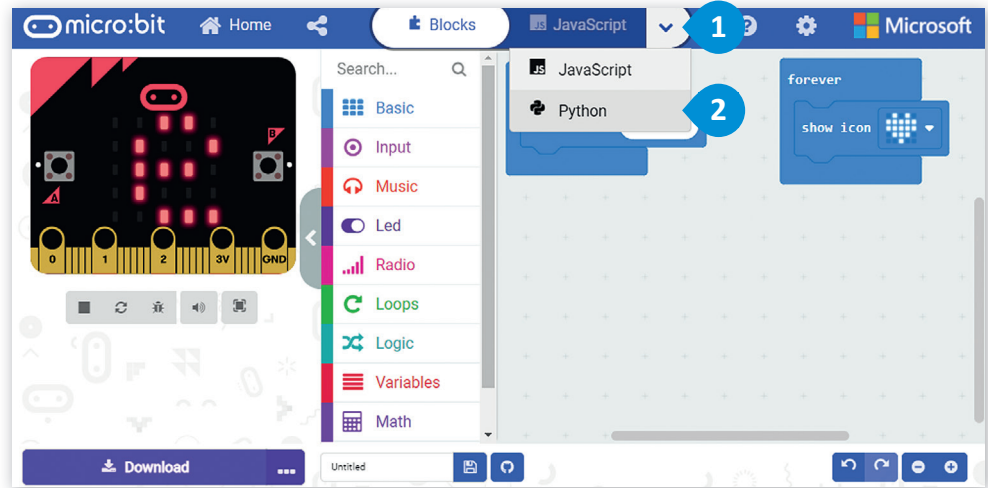 micro:bit Home Blocks JavaScript 1 ? Microsoft
Search...
JavaScript
Python 2
Basic
Input
Music
Led
Radio
Loops
Logic
Variables
Math
forever
show icon
B
A
0 1 2 3V GND
Download ...
Untitled